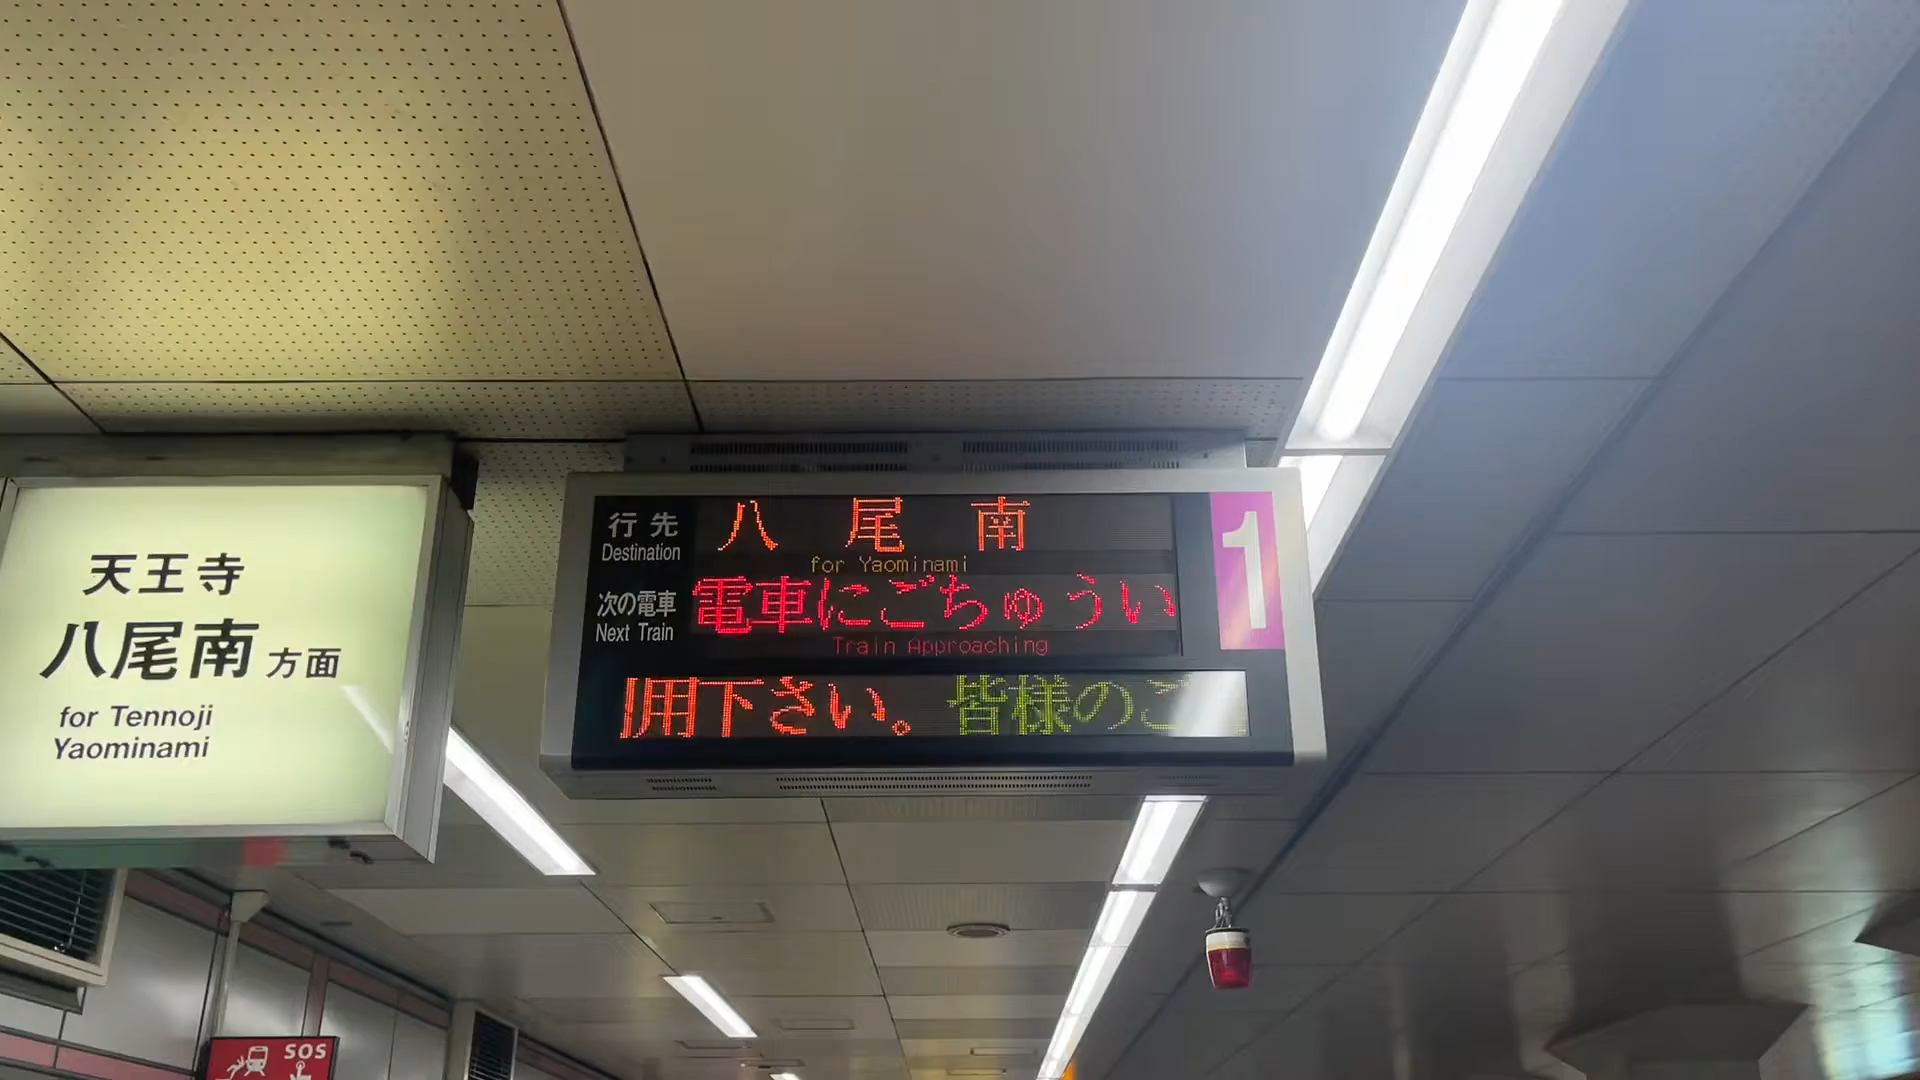 天王寺
八尾南 方面
for Tennoji
Yaominami
行先
Destination
八尾南
for Yaominami
次の電車
Next Train
電車にごちゅうい
Train Approaching
用下さい。皆様のご
1
SOS